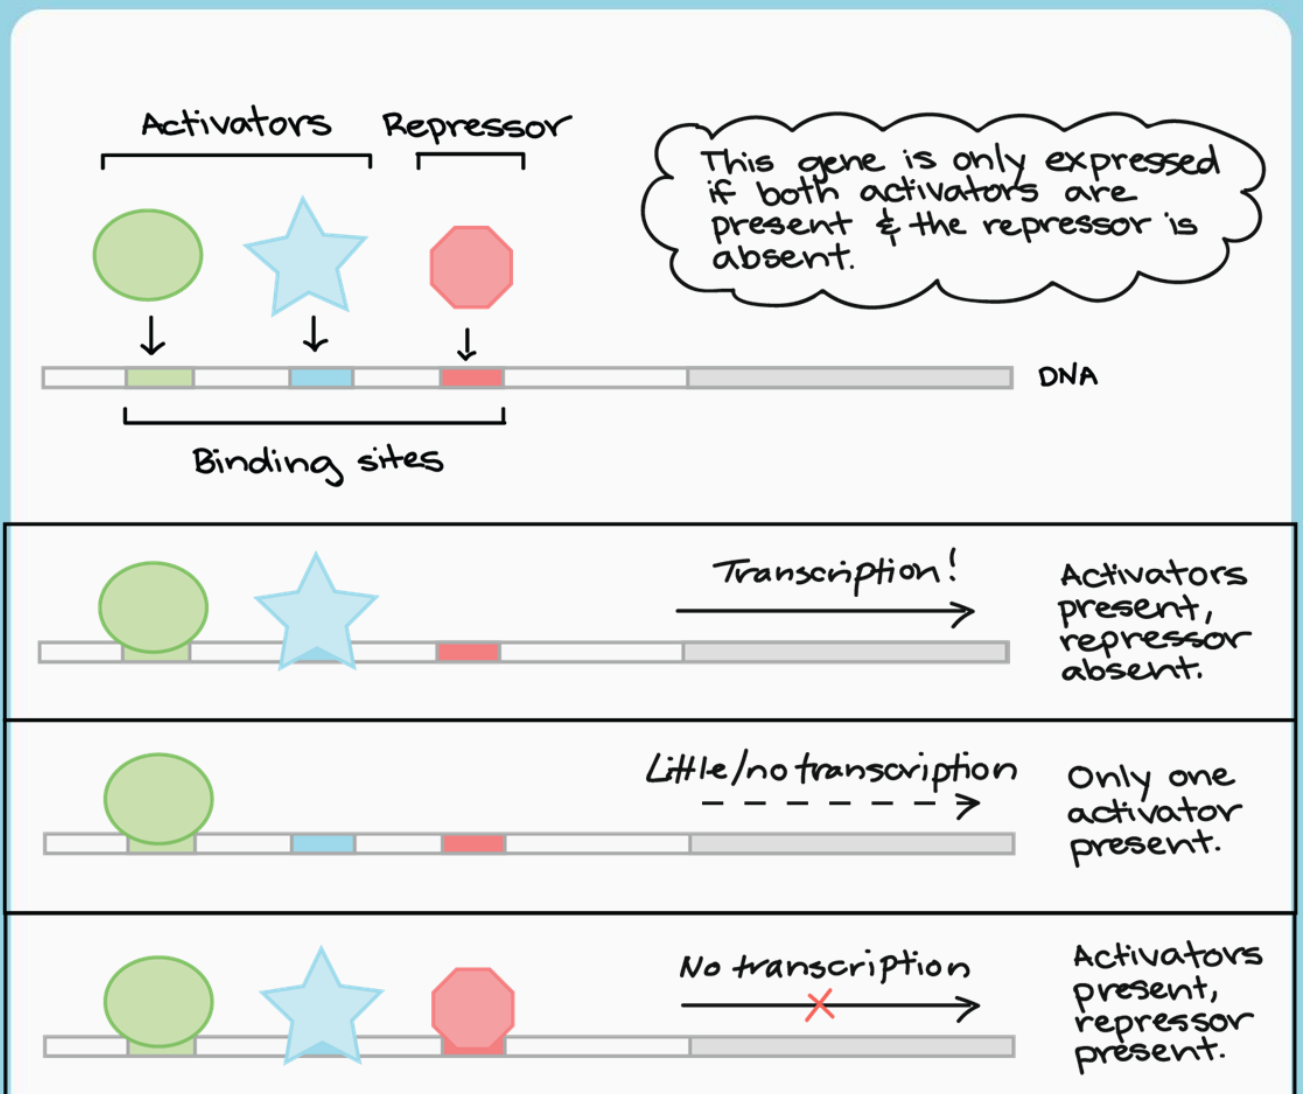 Activators
Repressor
This gene is only expressed
if both activators are
present & the repressor is
absent.
DNA
Binding sites
Transcription!
Activators
present,
repressor
absent.
Little/no transcription
Only one
activator
present.
No transcription
Activators
present,
repressor
present.